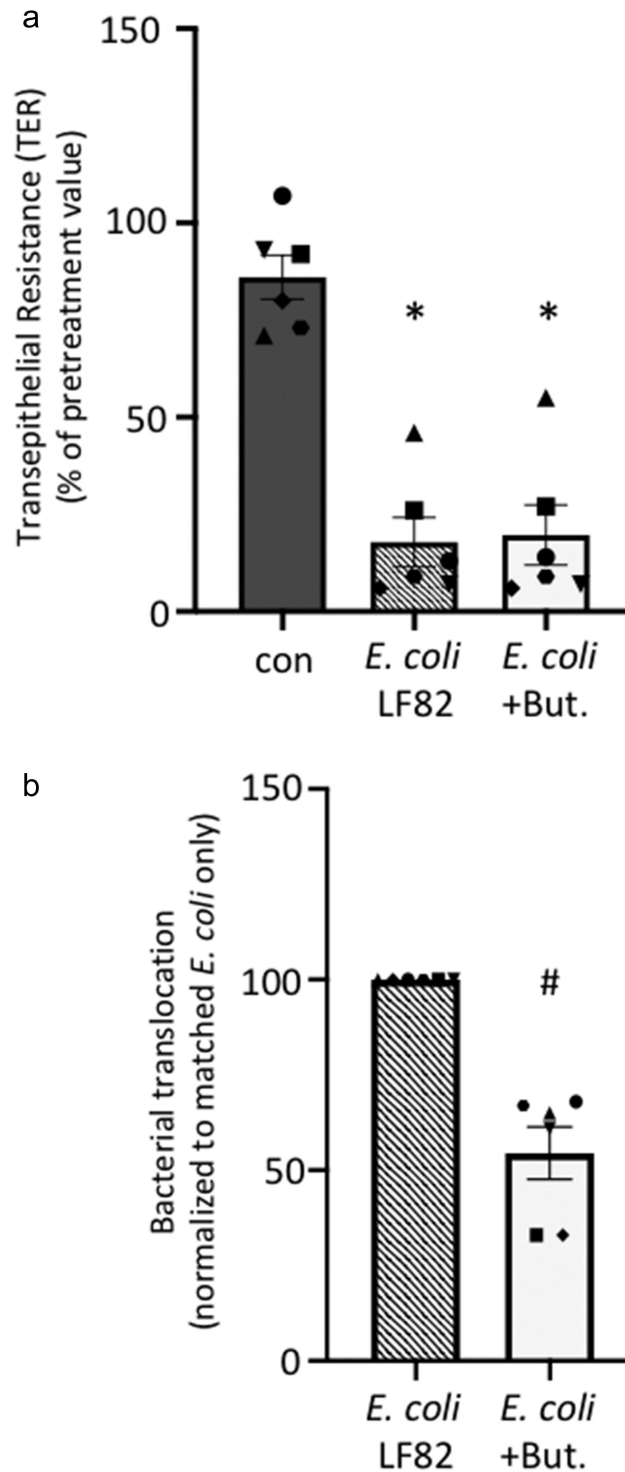 a
Transepithelial Resistance (TER)
(% of pretreatment value)
150
100
50
0
*
*
con
E. coli
LF82
E. coli
+But.
b
Bacterial translocation
(normalized to matched E. coli only)
150
100
50
0
#
E. coli
LF82
E. coli
+But.